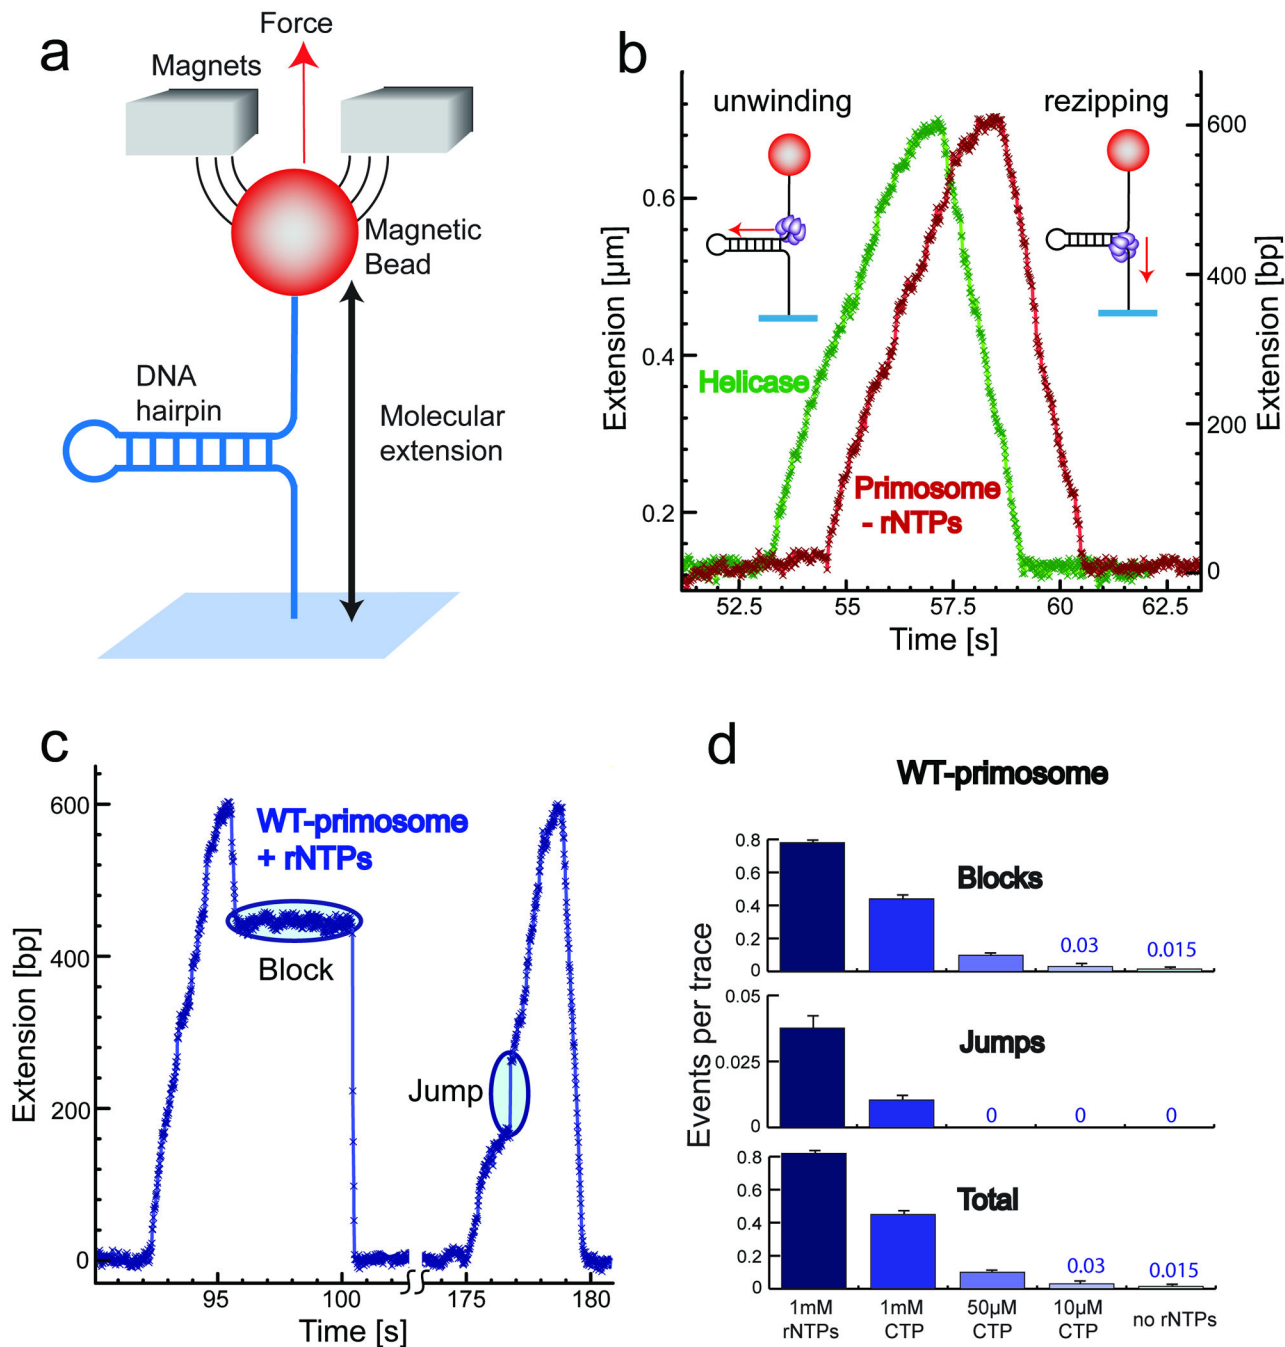 a
Force
Magnets
Magnetic
Bead
DNA
hairpin
Molecular
extension
b
unwinding
rezipping
Extension [µm]
0.6
0.4
0.2
Helicase
Primosome
- rNTPs
600
400
200
0
Extension [bp]
52.5 55 57.5 60 62.5
Time [s]
c
Extension [bp]
600
400
200
0
WT-primosome
+ rNTPs
Block
Jump
95 100 175 180
Time [s]
d
WT-primosome
Events per trace
0.8
0.6
0.4
0.2
0
Blocks
0.03
0.015
0.05
0.025
0
Jumps
0 0 0
0.8
0.6
0.4
0.2
0
Total
0.03
0.015
1mM
rNTPs
1mM
CTP
50µM
CTP
10µM
CTP
no rNTPs